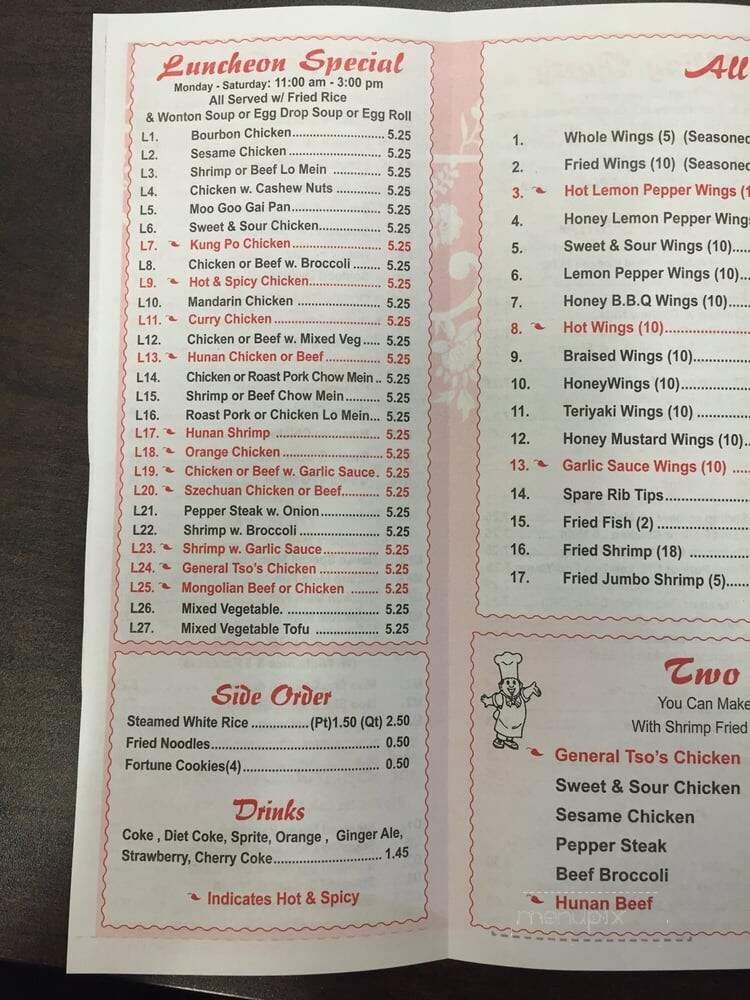 Luncheon Special
Monday - Saturday: 11:00 am - 3:00 pm
All Served w/ Fried Rice
& Wonton Soup or Egg Drop Soup or Egg Roll
L1. Bourbon Chicken............................ 5.25
L2. Sesame Chicken ............................ 5.25
L3. Shrimp or Beef Lo Mein .............. 5.25
L4. Chicken w. Cashew Nuts ............. 5.25
L5. Moo Goo Gai Pan........................... 5.25
L6. Sweet & Sour Chicken................... 5.25
L7. Kung Po Chicken........................... 5.25
L8. Chicken or Beef w. Broccoli ........ 5.25
L9. Hot & Spicy Chicken...................... 5.25
L10. Mandarin Chicken ......................... 5.25
L11. Curry Chicken ................................ 5.25
L12. Chicken or Beef w. Mixed Veg..... 5.25
L13. Hunan Chicken or Beef................. 5.25
L14. Chicken or Roast Pork Chow Mein .. 5.25
L15. Shrimp or Beef Chow Mein.......... 5.25
L16. Roast Pork or Chicken Lo Mein... 5.25
L17. Hunan Shrimp ............................... 5.25
L18. Orange Chicken............................. 5.25
L19. Chicken or Beef w. Garlic Sauce. 5.25
L20. Szechuan Chicken or Beef........... 5.25
L21. Pepper Steak w. Onion.................. 5.25
L22. Shrimp w. Broccoli ........................ 5.25
L23. Shrimp w. Garlic Sauce................ 5.25
L24. General Tso's Chicken .................. 5.25
L25. Mongolian Beef or Chicken ........ 5.25
L26. Mixed Vegetable. ........................... 5.25
L27. Mixed Vegetable Tofu ................... 5.25
Side Order
Steamed White Rice ...............(Pt)1.50 (Qt) 2.50
Fried Noodles............................................ 0.50
Fortune Cookies(4)................................... 0.50
Drinks
Coke , Diet Coke, Sprite, Orange , Ginger Ale,
Strawberry, Cherry Coke............................... 1.45
Indicates Hot & Spicy
All
1. Whole Wings (5) (Seasoned
2. Fried Wings (10) (Seasoned
3. Hot Lemon Pepper Wings (1
4. Honey Lemon Pepper Wings
5. Sweet & Sour Wings (10)....
6. Lemon Pepper Wings (10)...
7. Honey B.B.Q Wings (10).....
8. Hot Wings (10)......................
9. Braised Wings (10)..............
10. HoneyWings (10)..................
11. Teriyaki Wings (10) .............
12. Honey Mustard Wings (10)..
13. Garlic Sauce Wings (10) .....
14. Spare Rib Tips......................
15. Fried Fish (2) .......................
16. Fried Shrimp (18) ................
17. Fried Jumbo Shrimp (5)......
Two
You Can Make
With Shrimp Fried
General Tso's Chicken
Sweet & Sour Chicken
Sesame Chicken
Pepper Steak
Beef Broccoli
Hunan Beef
menupix